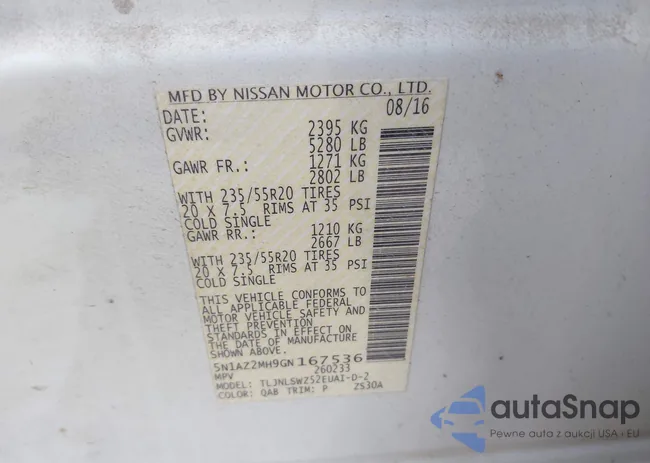 MFD BY NISSAN MOTOR CO., LTD.
DATE: 08/16
GVWR: 2395 KG
5280 LB
GAWR FR.: 1271 KG
2802 LB
WITH 235/55R20 TIRES
20 X 7.5 RIMS AT 35 PSI
COLD SINGLE
GAWR RR.: 1210 KG
2667 LB
WITH 235/55R20 TIRES
20 X 7.5 RIMS AT 35 PSI
COLD SINGLE
THIS VEHICLE CONFORMS TO
ALL APPLICABLE FEDERAL
MOTOR VEHICLE SAFETY AND
THEFT PREVENTION
STANDARDS IN EFFECT ON
THE DATE OF MANUFACTURE
SHOWN ABOVE.
5N1AZ2MH9GN167536
MPV 260233
MODEL: TLJNLSWZ52EUAI-D-2
COLOR: QAB TRIM: P ZS30A
autoSnap
Pewne auta z aukcji USA i EU